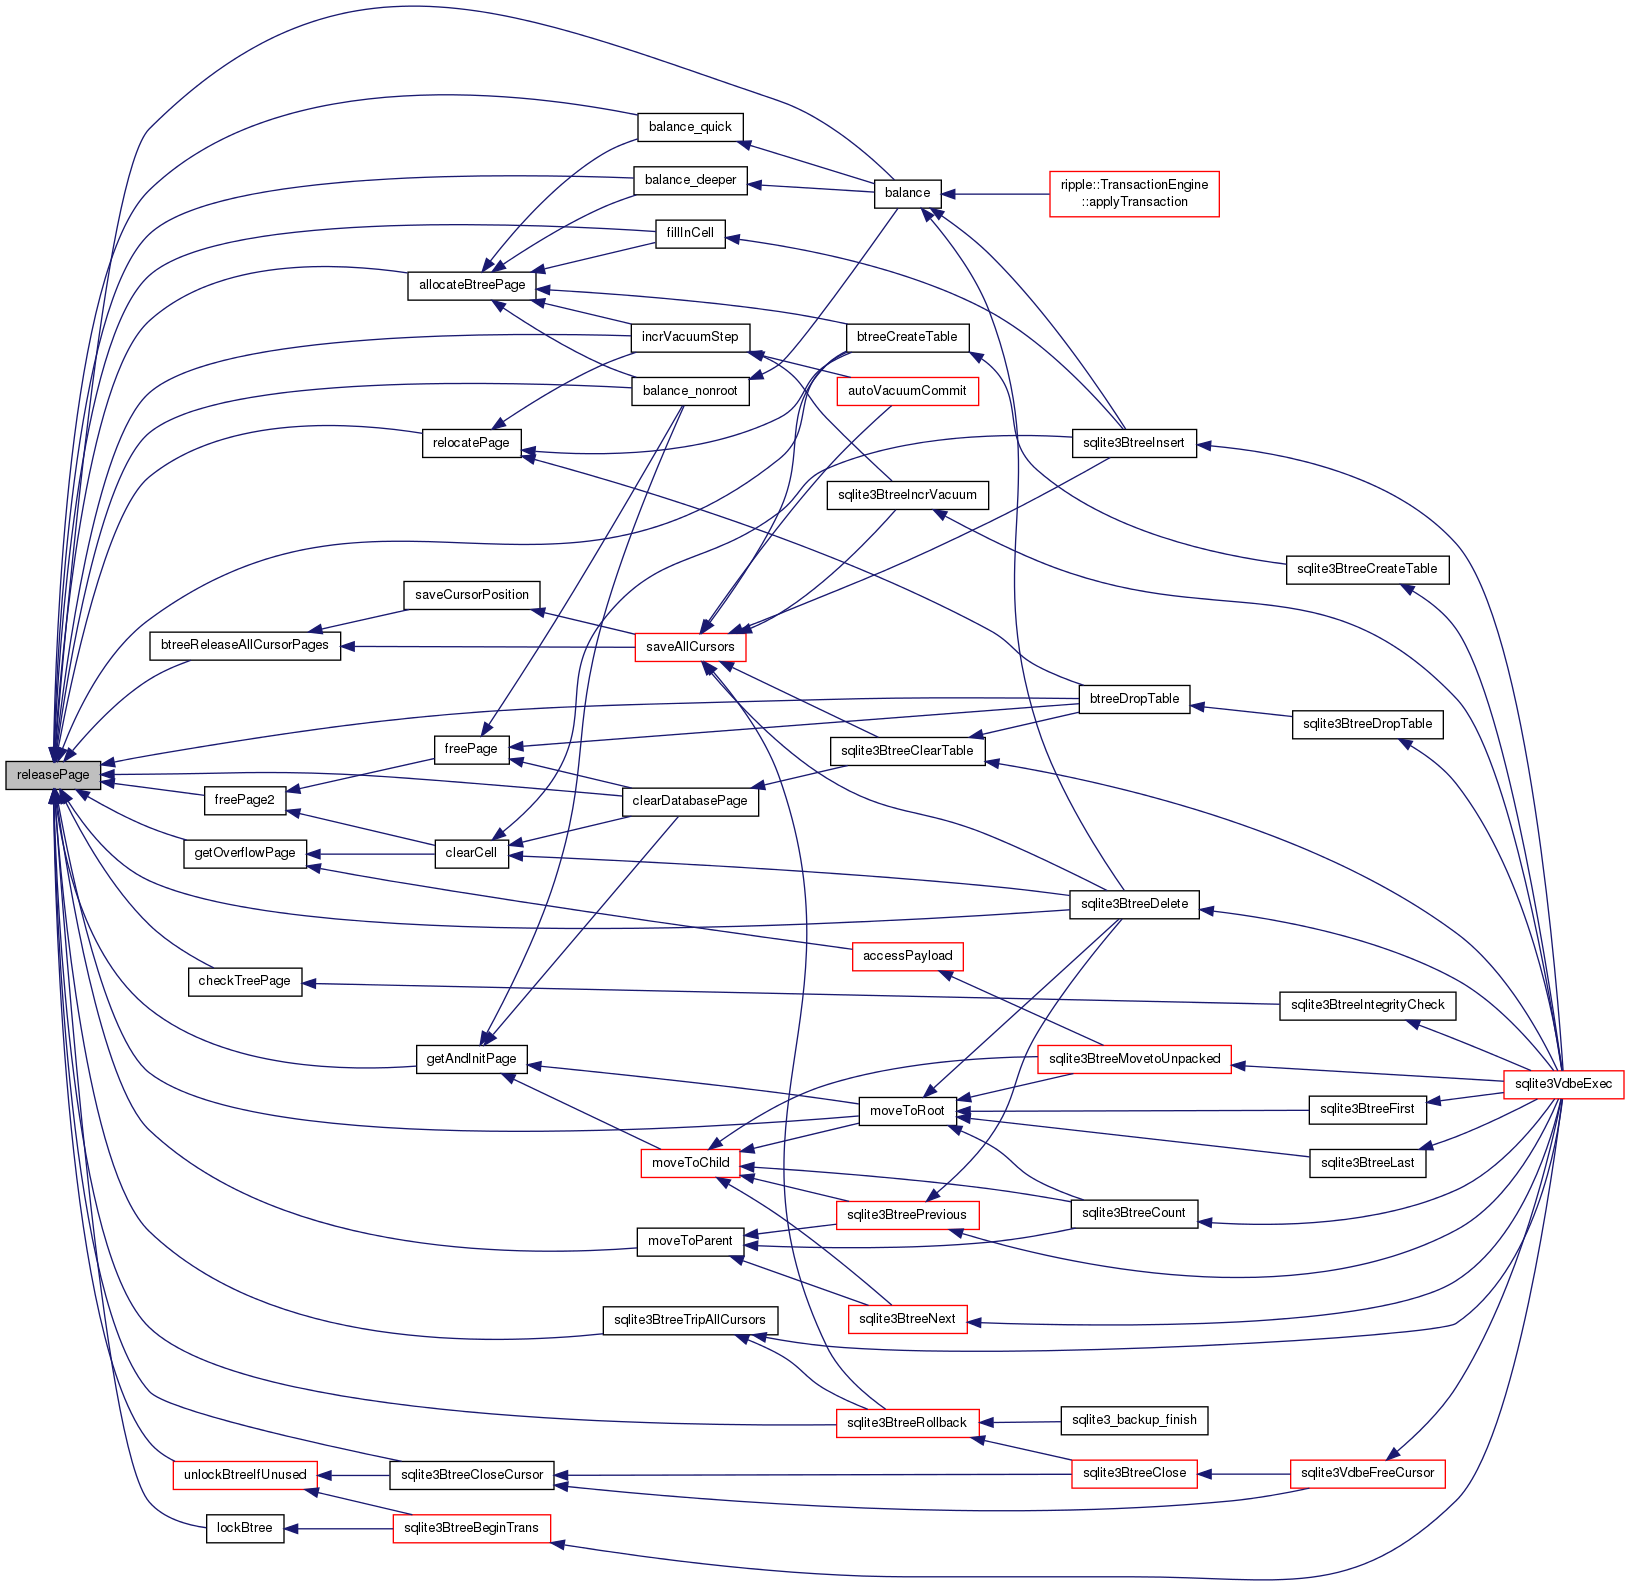 balance_quick
balance_deeper
ripple::TransactionEngine
::applyTransaction
balance
fillInCell
allocateBtreePage
incrVacuumStep
btreeCreateTable
balance_nonroot
autoVacuumCommit
relocatePage
sqlite3BtreeInsert
sqlite3BtreeIncrVacuum
sqlite3BtreeCreateTable
saveCursorPosition
btreeReleaseAllCursorPages
saveAllCursors
btreeDropTable
sqlite3BtreeDropTable
freePage
sqlite3BtreeClearTable
releasePage
freePage2
clearDatabasePage
getOverflowPage
clearCell
sqlite3BtreeDelete
accessPayload
checkTreePage
sqlite3BtreeIntegrityCheck
getAndInitPage
sqlite3BtreeMovetoUnpacked
sqlite3VdbeExec
moveToRoot
sqlite3BtreeFirst
moveToChild
sqlite3BtreeLast
sqlite3BtreePrevious
sqlite3BtreeCount
moveToParent
sqlite3BtreeTripAllCursors
sqlite3BtreeNext
sqlite3BtreeRollback
sqlite3_backup_finish
unlockBtreeIfUnused
sqlite3BtreeCloseCursor
sqlite3BtreeClose
sqlite3VdbeFreeCursor
lockBtree
sqlite3BtreeBeginTrans